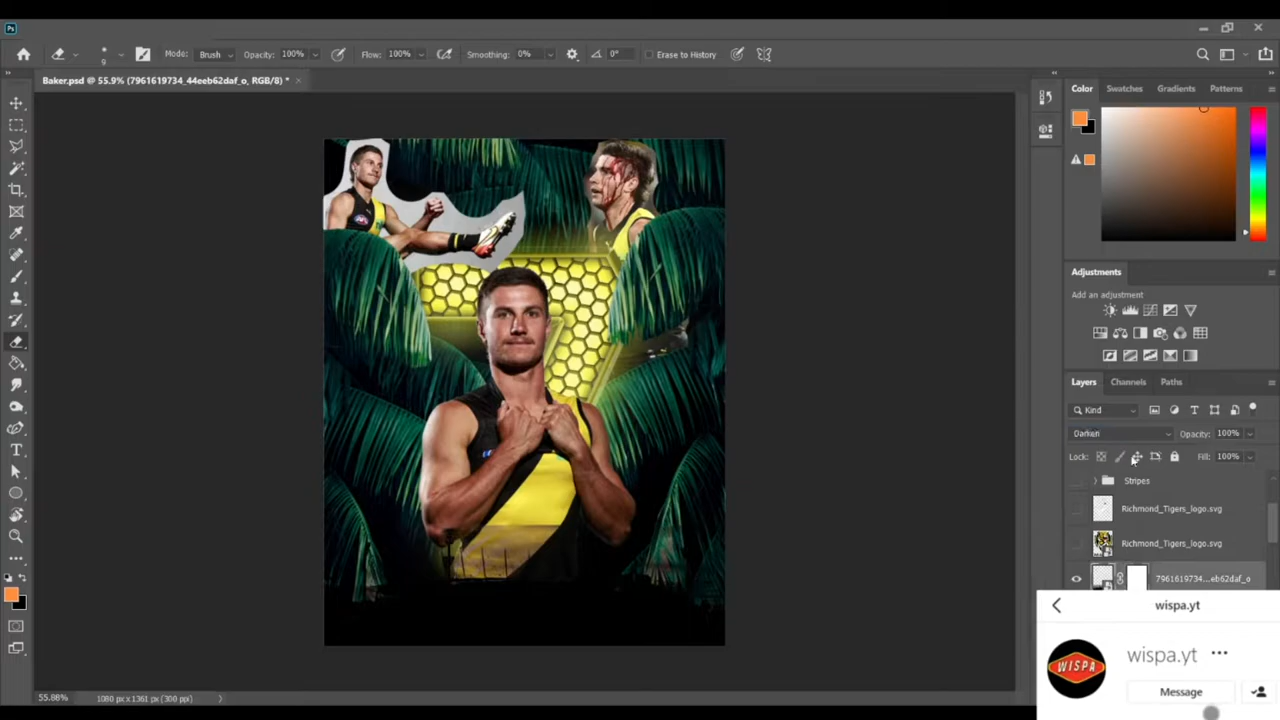 Ps
9
Mode: Brush
Opacity: 100%
Flow: 100%
Smoothing: 0%
0°
Erase to History
Baker.psd @ 55.9% (7961619734_44eeb62daf_o, RGB/8) *
Color
Swatches
Gradients
Patterns
Adjustments
Add an adjustment
AFL
Layers
Channels
Paths
Kind
Darken
Opacity: 100%
Lock:
Fill: 100%
Stripes
Richmond_Tigers_logo.svg
Richmond_Tigers_logo.svg
7961619734...eb62daf_o
wispa.yt
WISPA
wispa.yt
Message
55.88%
1080 px x 1361 px (300 ppi)